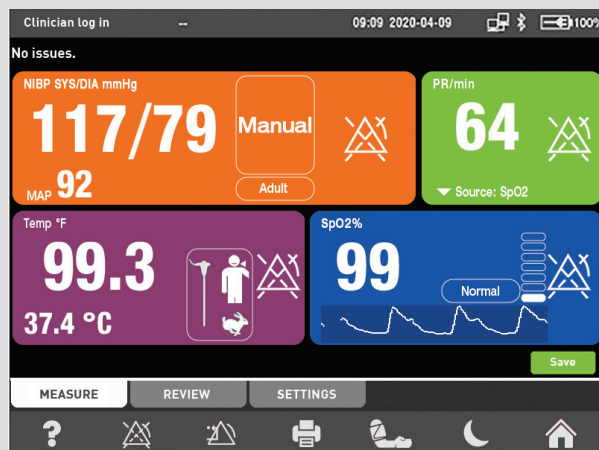 Clinician log in -- 09:09 2020-04-09 100%
No issues.
NIBP SYS/DIA mmHg
117/79
Manual
MAP 92
Adult
PR/min
64
Source: SpO2
Temp °F
99.3
37.4 °C
SpO2%
99
Normal
Save
MEASURE REVIEW SETTINGS
?